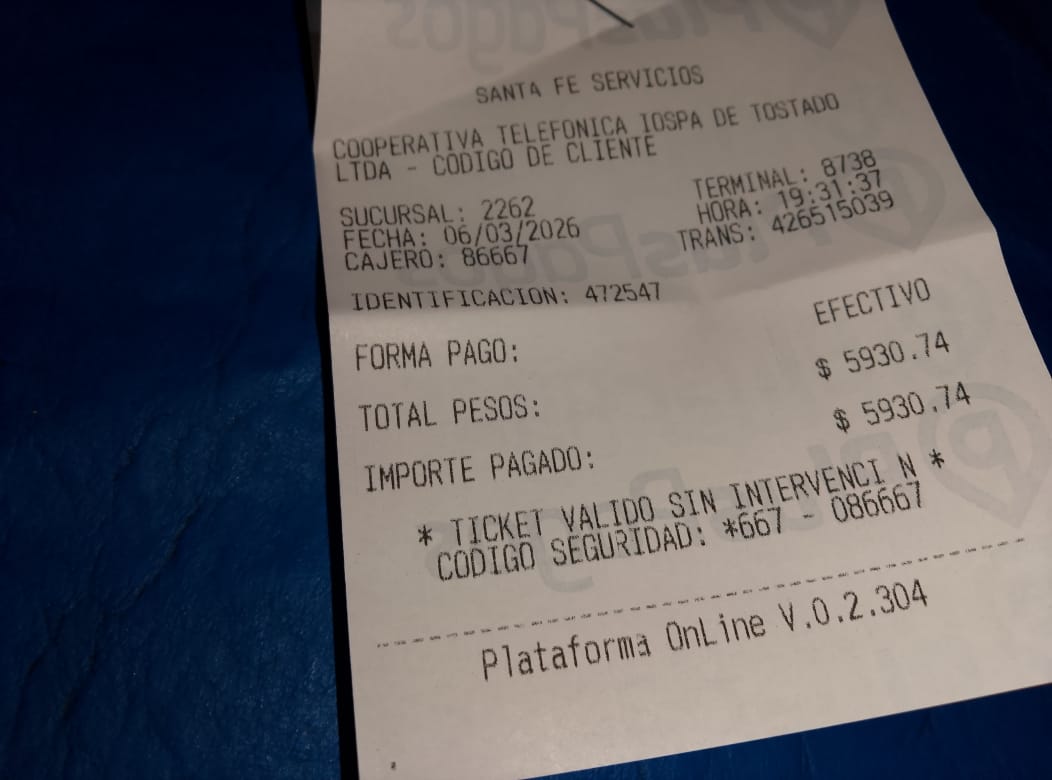 SANTA FE SERVICIOS
COOPERATIVA TELEFONICA IOSPA DE TOSTADO
LTDA - CODIGO DE CLIENTE
SUCURSAL: 2262 TERMINAL: 8738
FECHA: 06/03/2026 HORA: 19:31:37
CAJERO: 86667 TRANS: 426515039
IDENTIFICACION: 472547
FORMA PAGO: EFECTIVO
TOTAL PESOS: $ 5930.74
IMPORTE PAGADO: $ 5930.74
* TICKET VALIDO SIN INTERVENCI N *
CODIGO SEGURIDAD: *667 - 086667
Plataforma OnLine V.0.2.304